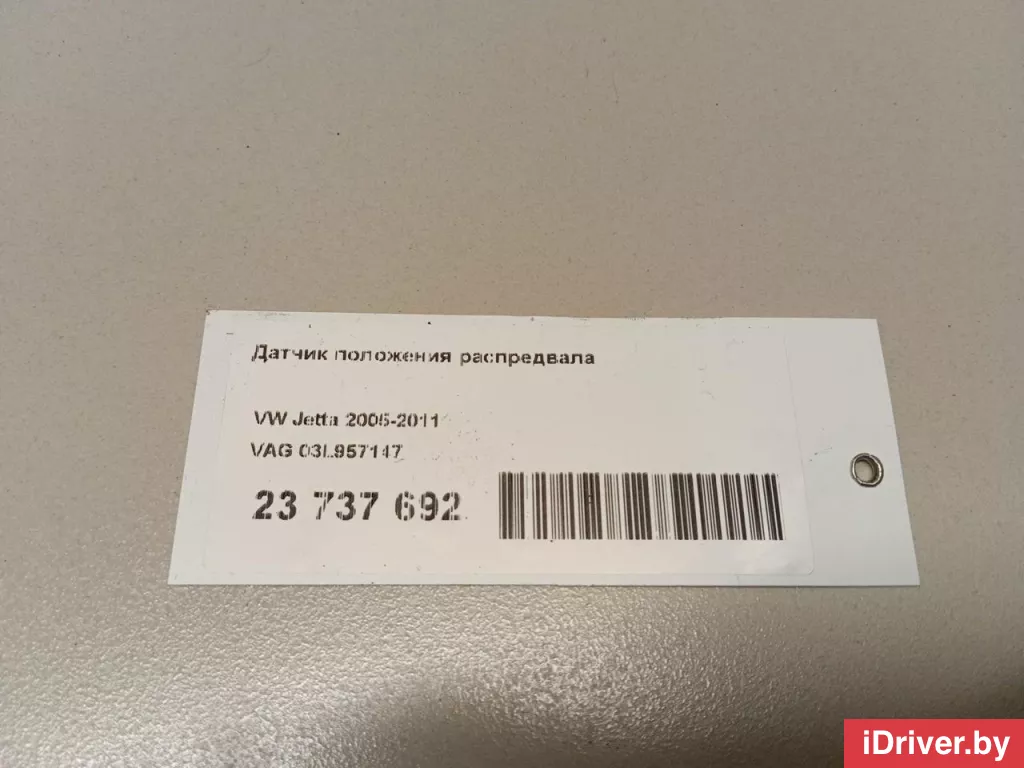 Датчик положения распредвала
VW Jetta 2005-2011
VAG 03L957147
23 737 692
iDriver.by